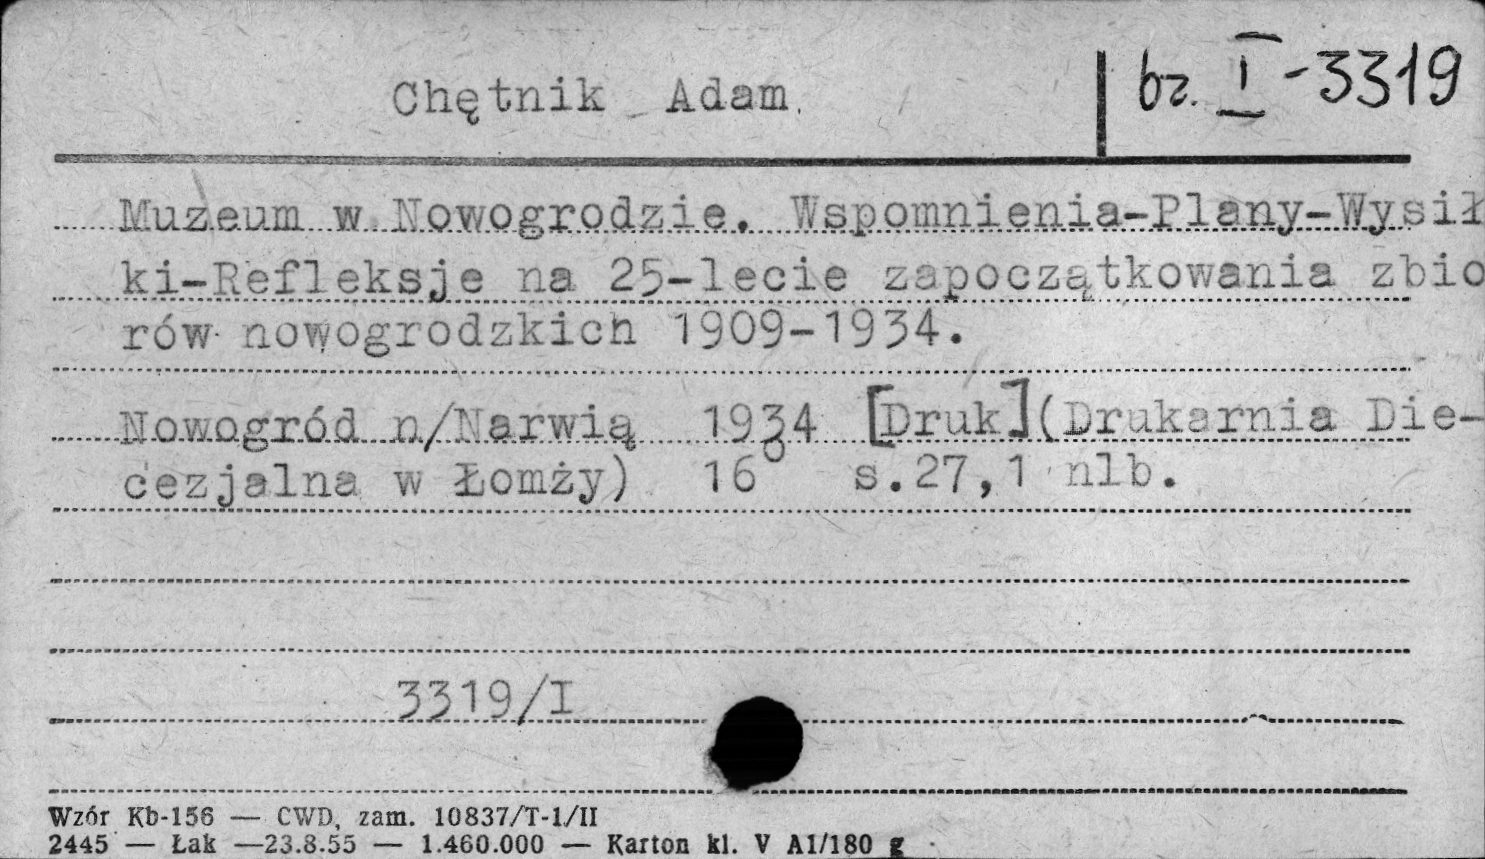 Chętnik Adam.
bz. I-3319
Muzeum w Nowogrodzie. Wspomnienia-Plany-Wysił
ki-Refleksje na 25-lecie zapoczątkowania zbio
rów nowogrodzkich 1909-1934.
Nowogród n/Narwią 1934 [Druk](Drukarnia Die-
cezjalna w Łomży) 16° s.27,1 nlb.
3319/I
Wzór Kb-156 — CWD, zam. 10837/T-1/II
2445 — Łak —23.8.55 — 1.460.000 — Karton kl. V A1/180 g